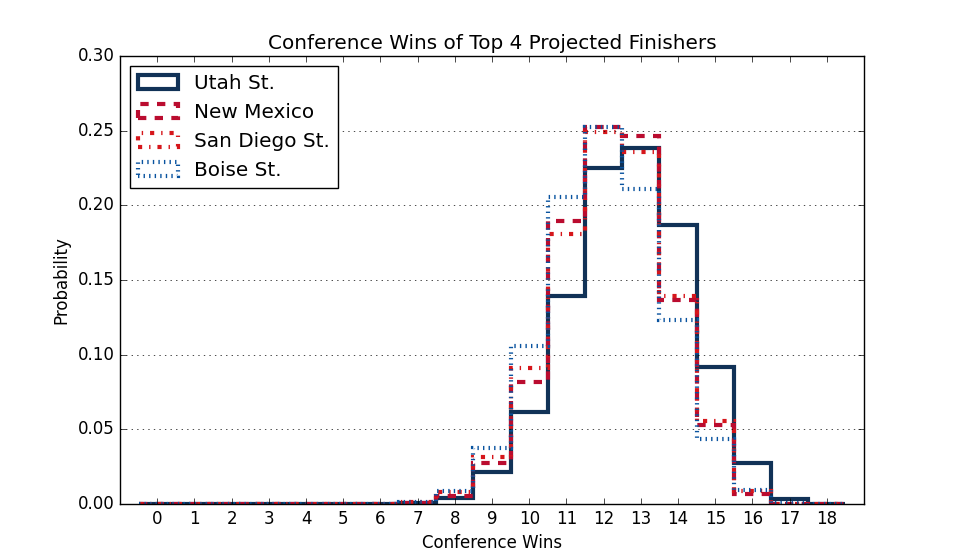 Conference Wins of Top 4 Projected Finishers
Utah St.
New Mexico
San Diego St.
Boise St.
Probability
0.30
0.25
0.20
0.15
0.10
0.05
0.00
0 1 2 3 4 5 6 7 8 9 10 11 12 13 14 15 16 17 18
Conference Wins